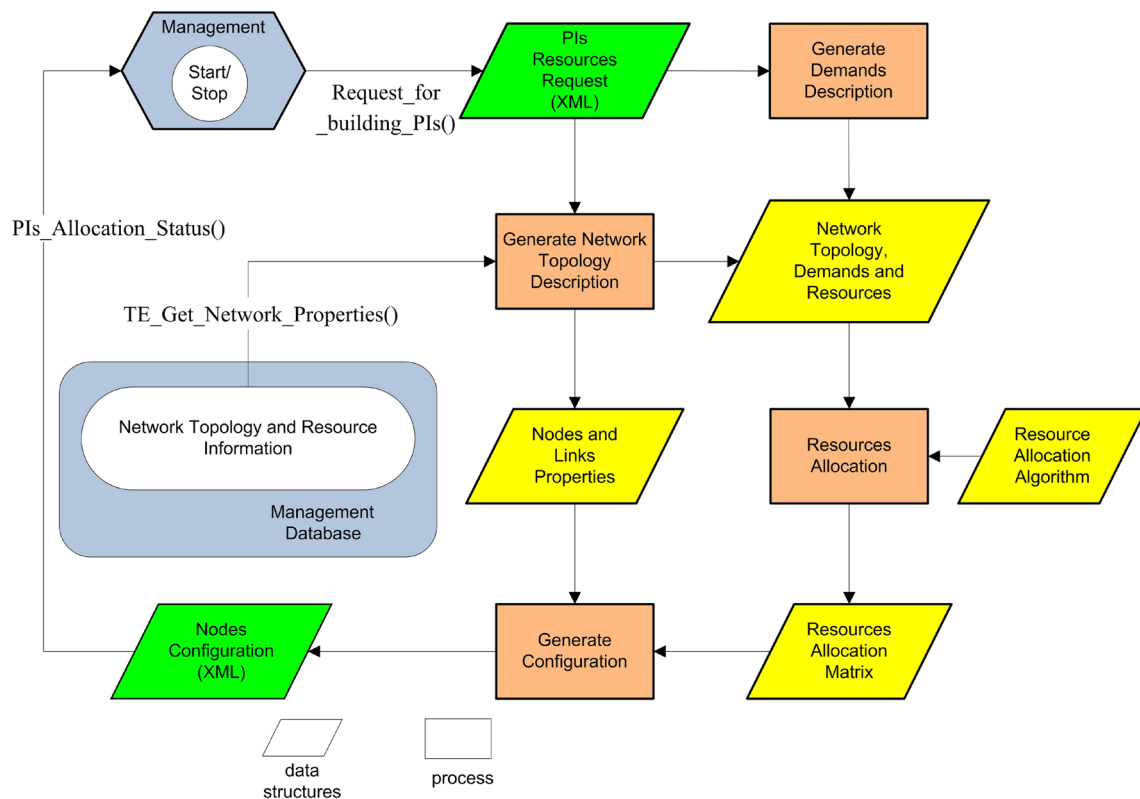 Management
Start/
Stop
Request_for
_building_PIs()
PIs
Resources
Request
(XML)
Generate
Demands
Description
PIs_Allocation_Status()
Generate Network
Topology
Description
Network
Topology,
Demands and
Resources
TE_Get_Network_Properties()
Network Topology and Resource
Information
Management
Database
Nodes and
Links
Properties
Resources
Allocation
Resource
Allocation
Algorithm
Nodes
Configuration
(XML)
Generate
Configuration
Resources
Allocation
Matrix
data
structures
process